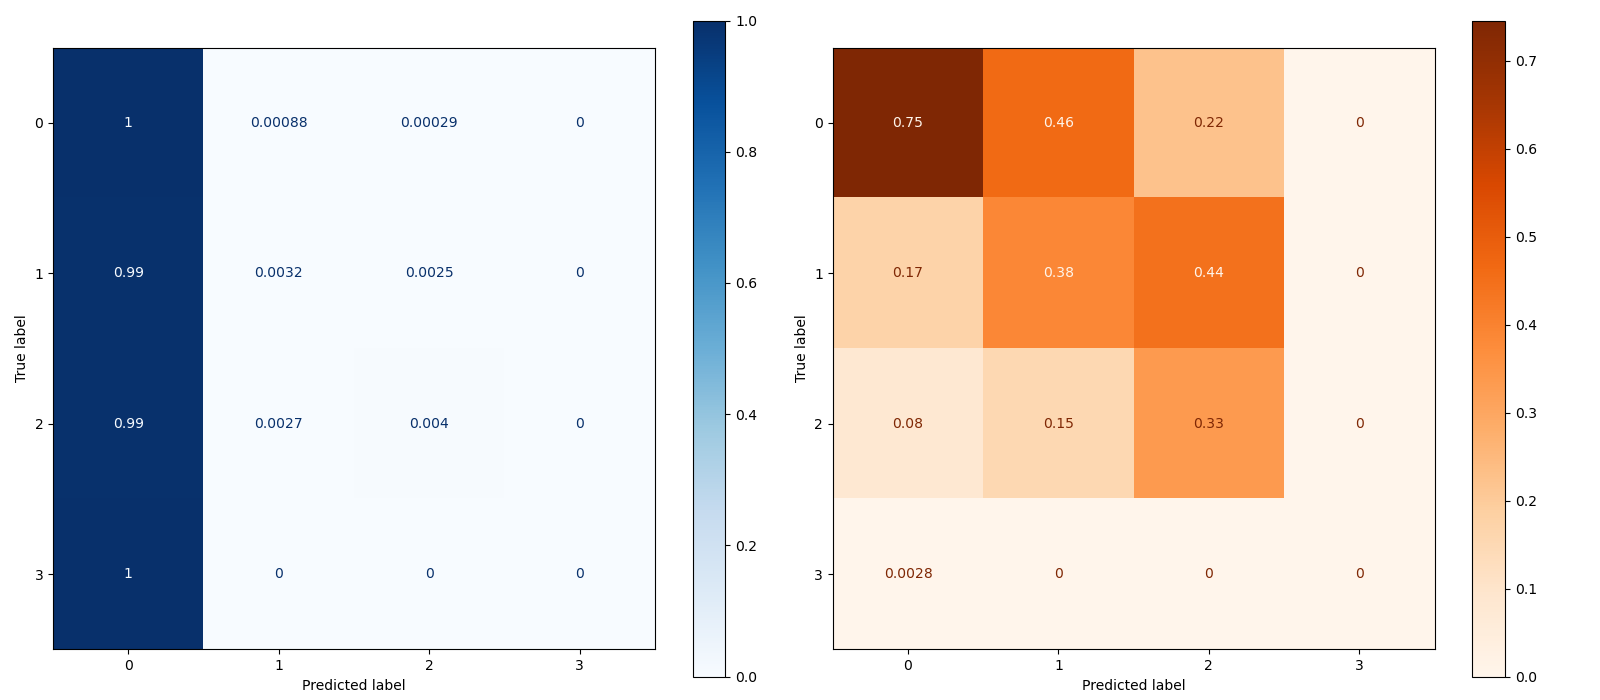 1.0
0 1 0.00088 0.00029 0
0.8
1 0.99 0.0032 0.0025 0
0.6
True label
0.4
2 0.99 0.0027 0.004 0
0.2
3 1 0 0 0
0.0
0 1 2 3
Predicted label
0.7
0 0.75 0.46 0.22 0
0.6
0.5
1 0.17 0.38 0.44 0
0.4
True label
0.3
2 0.08 0.15 0.33 0
0.2
3 0.0028 0 0 0
0.1
0.0
0 1 2 3
Predicted label